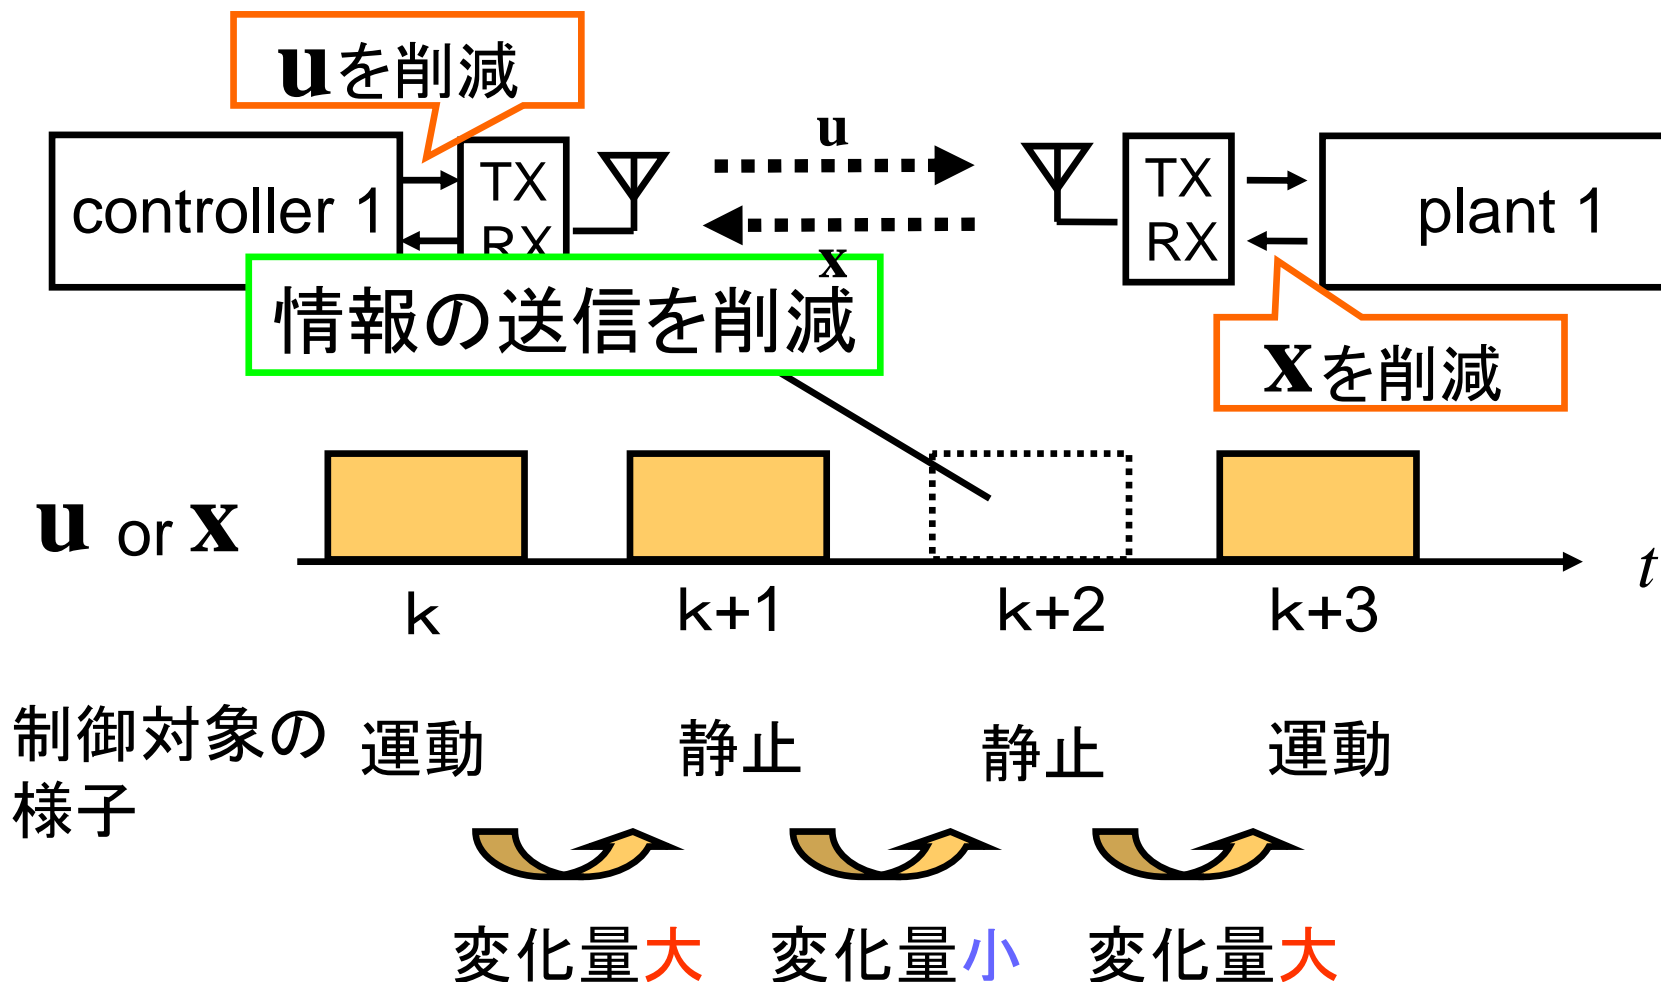 uを削減
u
controller 1
TX
RX
TX
RX
plant 1
x
情報の送信を削減
xを削減
u or x
t
k
k+1
k+2
k+3
制御対象の
様子
運動
静止
静止
運動
変化量大
変化量小
変化量大